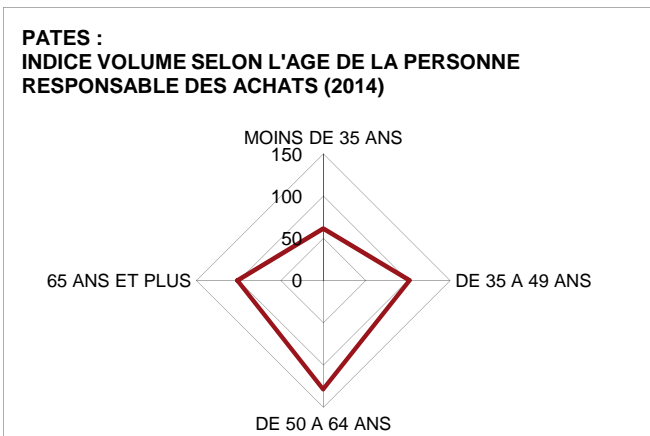 PATES :
INDICE VOLUME SELON L'AGE DE LA PERSONNE
RESPONSABLE DES ACHATS (2014)
MOINS DE 35 ANS
150
100
50
65 ANS ET PLUS
0
DE 35 A 49 ANS
DE 50 A 64 ANS